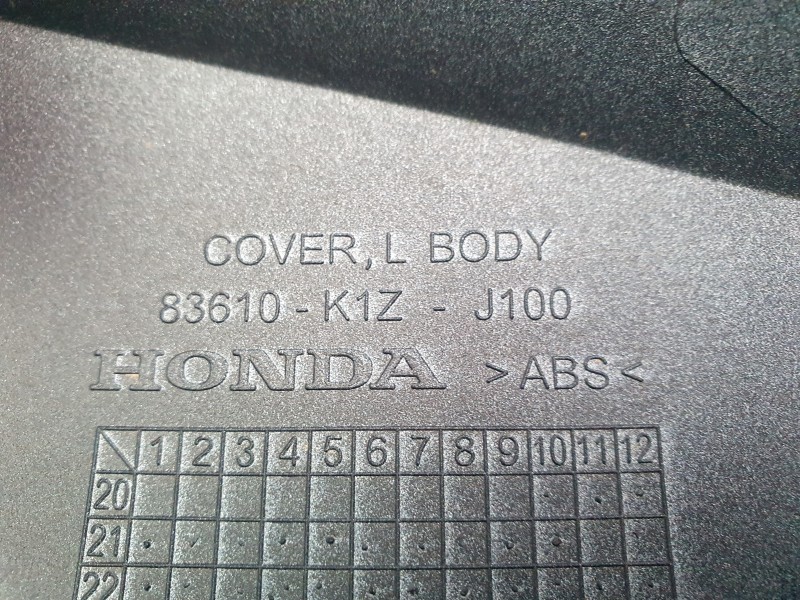 COVER, L BODY
83610 - K1Z - J100
HONDA >ABS<
1 2 3 4 5 6 7 8 9 10 11 12
20
21
22